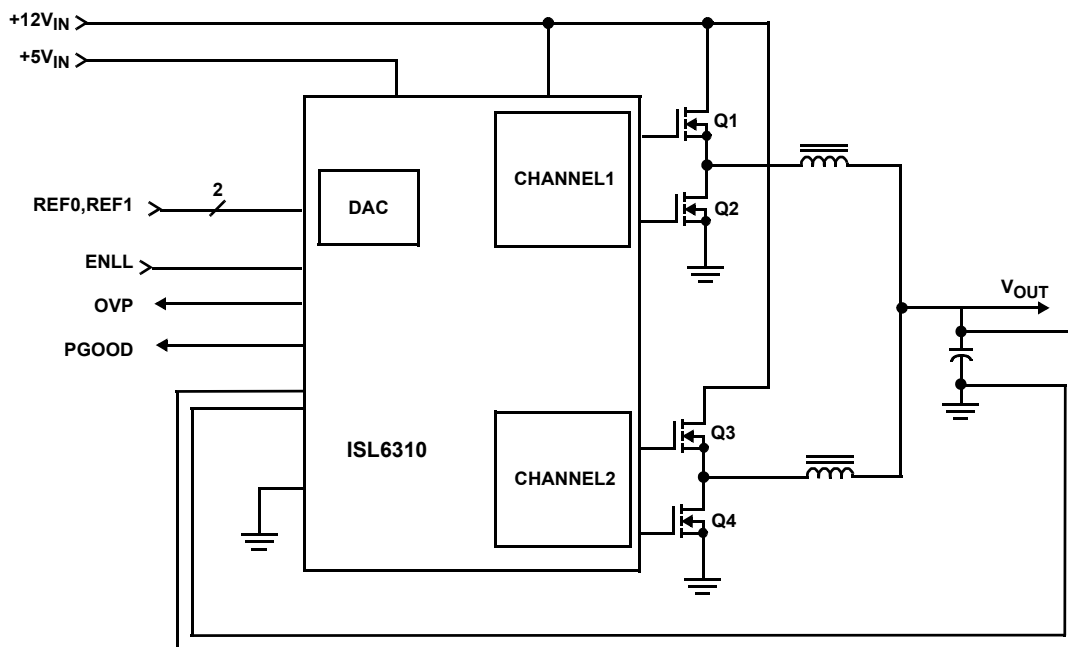 +12VIN
+5VIN
Q1
CHANNEL1
2
REF0,REF1
DAC
Q2
ENLL
VOUT
OVP
PGOOD
Q3
ISL6310
CHANNEL2
Q4